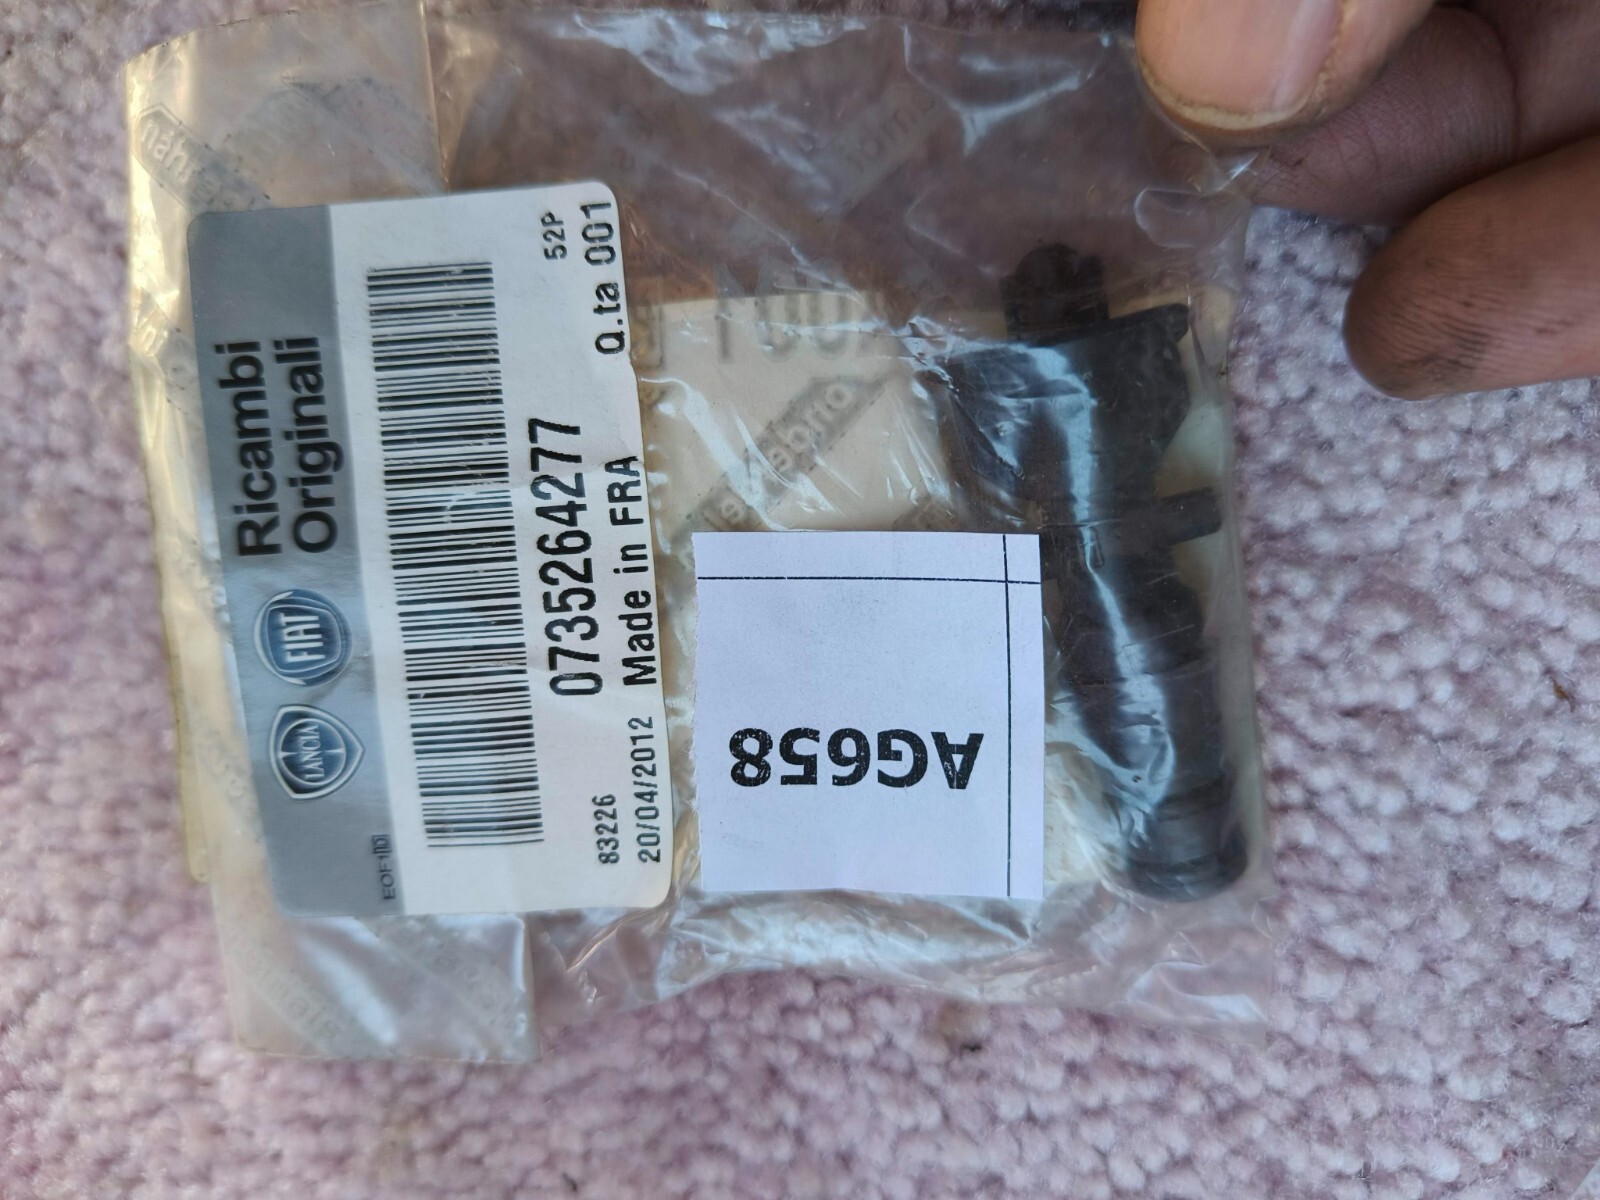 Ricambi
Originali
FIAT
LANCIA
52P
0735264277
Q.ta 001
Made in FRA
83226
20/04/2012
AG658